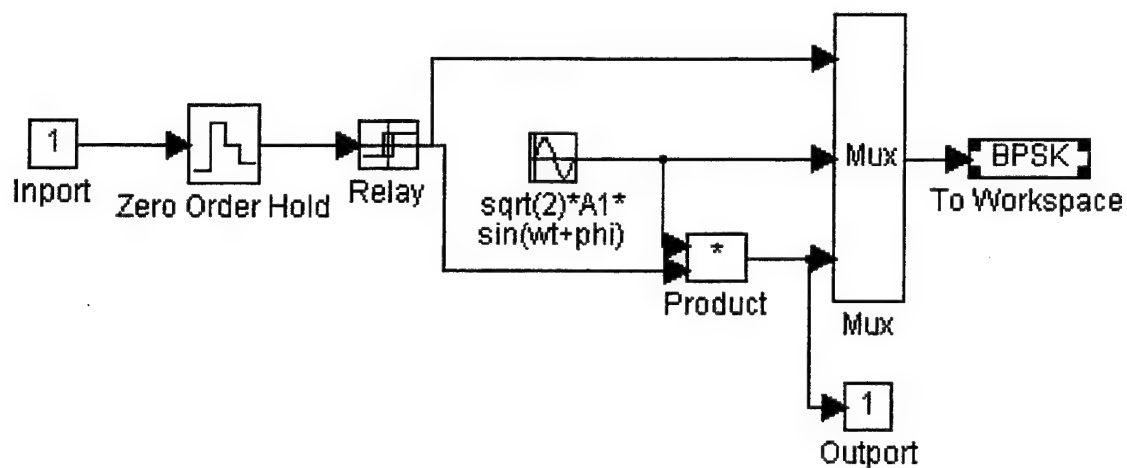 1
Inport
Zero Order Hold
Relay
sqrt(2)*A1*
sin(wt+phi)
*
Product
Mux
Mux
BPSK
To Workspace
1
Outport